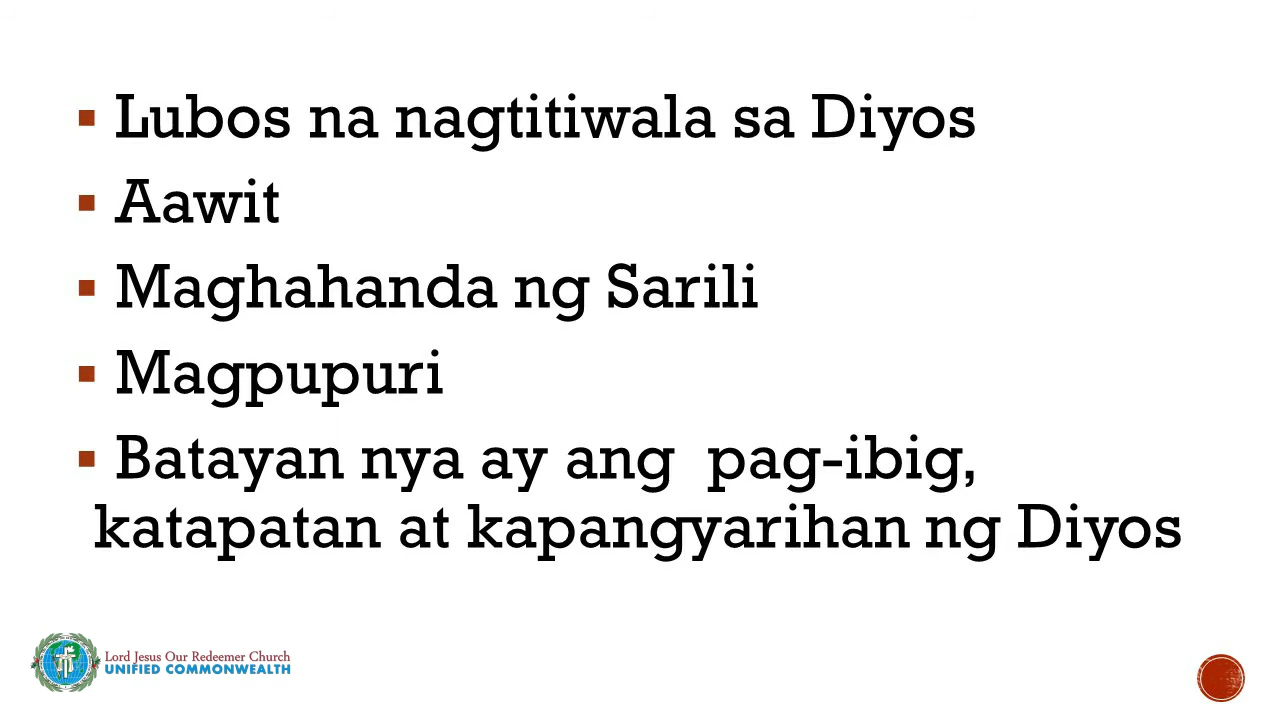 ▪ Lubos na nagtitiwala sa Diyos
▪ Aawit
▪ Maghahanda ng Sarili
▪ Magpupuri
▪ Batayan nya ay ang pag-ibig,
katapatan at kapangyarihan ng Diyos
Lord Jesus Our Redeemer Church
UNIFIED COMMONWEALTH